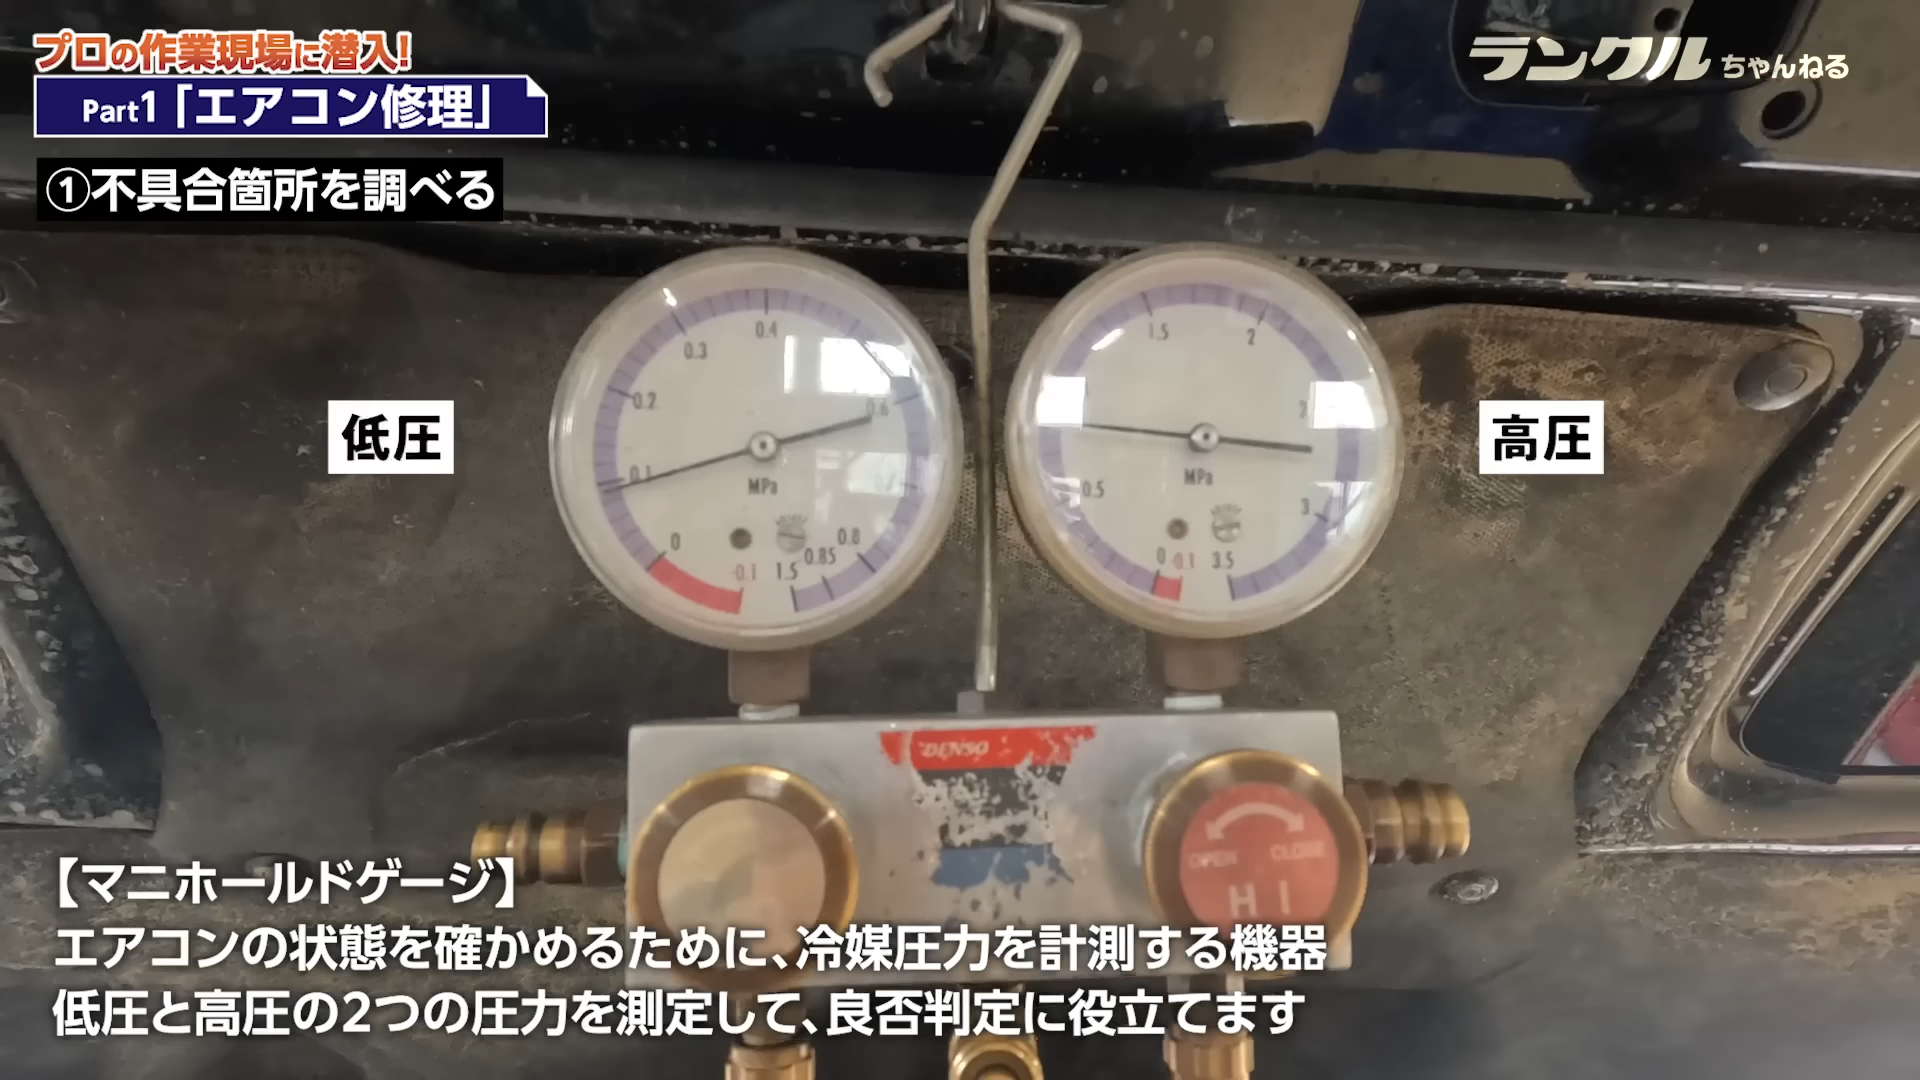 プロの作業現場に潜入!
Part1「エアコン修理」
①不具合箇所を調べる
ランクルちゃんねる
低圧
高圧
0.4
0.3
0.2
0.6
0.1
MPa
0
0.8
0.85
-0.1
1.5
1.5
2
MPa
0.5
3
0
-0.1
3.5
DENSO
OPEN CLOSE
HI
【マニホールドゲージ】
エアコンの状態を確かめるために、冷媒圧力を計測する機器
低圧と高圧の2つの圧力を測定して、良否判定に役立てます